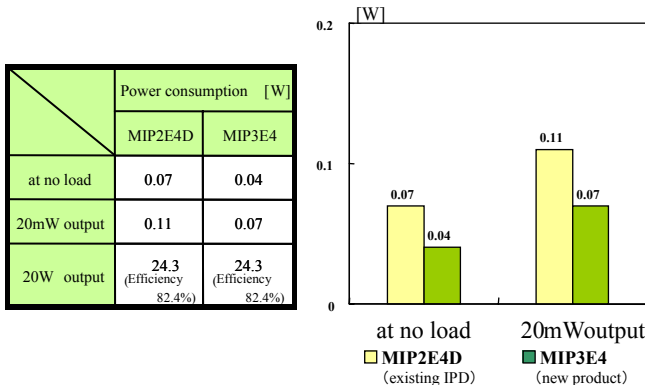 Power consumption [W]
MIP2E4D MIP3E4
at no load 0.07 0.04
20mW output 0.11 0.07
20W output 24.3 24.3
(Efficiency (Efficiency
82.4%) 82.4%)
[W]
0.2
0.11
0.1
0.07 0.07
0.04
0
at no load 20mWoutput
MIP2E4D MIP3E4
(existing IPD) (new product)